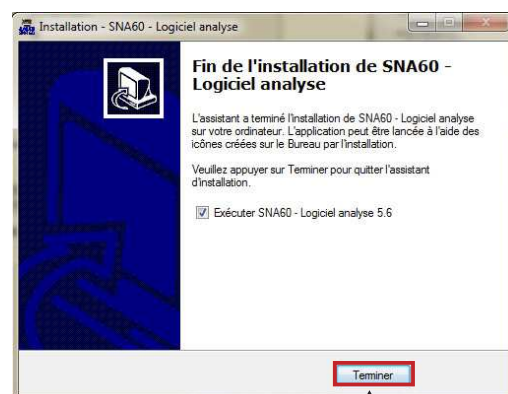 Installation - SNA60 - Logiciel analyse
Fin de l'installation de SNA60 -
Logiciel analyse
L'assistant a terminé l'installation de SNA60 - Logiciel analyse
sur votre ordinateur. L'application peut être lancée à l'aide des
icônes créées sur le Bureau par l'installation.
Veuillez appuyer sur Terminer pour quitter l'assistant
d'installation.
Exécuter SNA60 - Logiciel analyse 5.6
Terminer